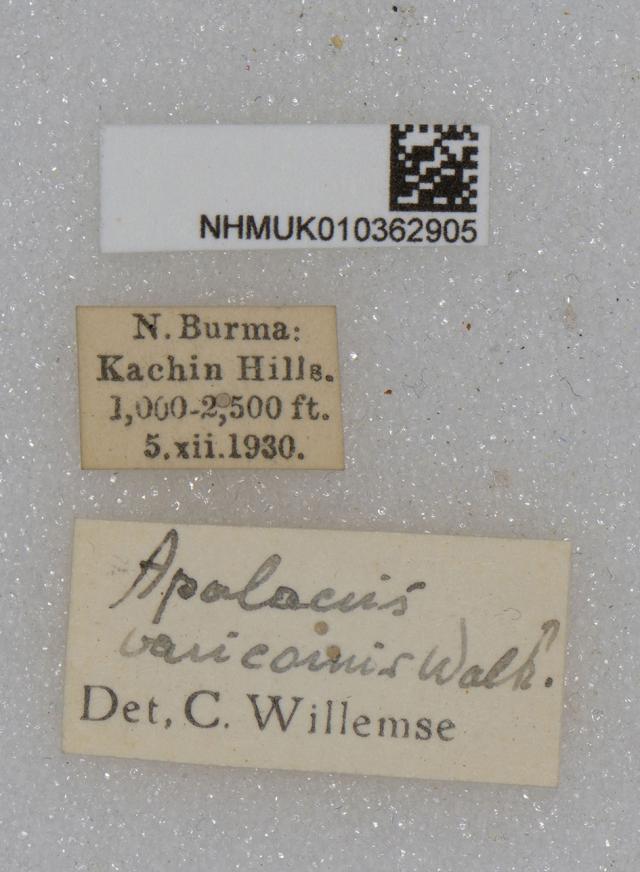 NHMUK010362905
N. Burma:
Kachin Hills.
1,000-2,500 ft.
5.xii.1930.
Apalacris
varicornis Walk.
Det. C. Willemse